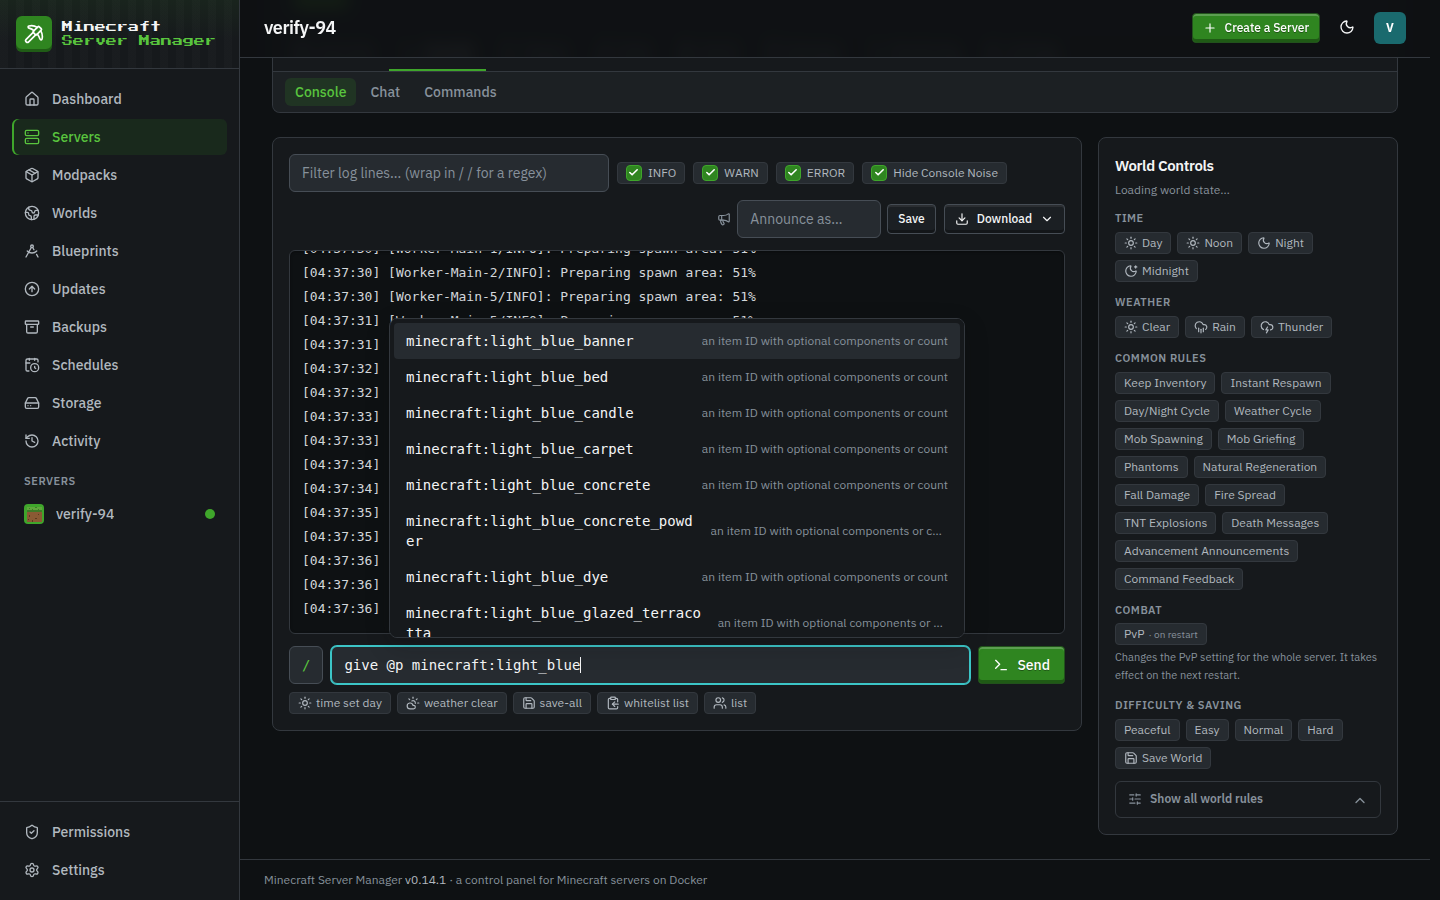 Minecraft
Server Manager
verify-94
Create a Server
V
Dashboard
Servers
Modpacks
Worlds
Blueprints
Updates
Backups
Schedules
Storage
Activity
SERVERS
verify-94
Permissions
Settings
Console
Chat
Commands
Filter log lines... (wrap in / / for a regex)
INFO
WARN
ERROR
Hide Console Noise
Announce as...
Save
Download
[04:37:30] [Worker-Main-1/INFO]: Preparing spawn area: 51%
[04:37:30] [Worker-Main-2/INFO]: Preparing spawn area: 51%
[04:37:30] [Worker-Main-5/INFO]: Preparing spawn area: 51%
[04:37:31]
[04:37:31]
[04:37:32]
[04:37:32]
[04:37:33]
[04:37:33]
[04:37:34]
[04:37:34]
[04:37:35]
[04:37:35]
[04:37:36]
[04:37:36]
[04:37:36]
minecraft:light_blue_banner an item ID with optional components or count
minecraft:light_blue_bed an item ID with optional components or count
minecraft:light_blue_candle an item ID with optional components or count
minecraft:light_blue_carpet an item ID with optional components or count
minecraft:light_blue_concrete an item ID with optional components or count
minecraft:light_blue_concrete_powd
er an item ID with optional components or c...
minecraft:light_blue_dye an item ID with optional components or count
minecraft:light_blue_glazed_terraco
tta an item ID with optional components or ...
/
give @p minecraft:light_blue
Send
time set day
weather clear
save-all
whitelist list
list
World Controls
Loading world state...
TIME
Day
Noon
Night
Midnight
WEATHER
Clear
Rain
Thunder
COMMON RULES
Keep Inventory
Instant Respawn
Day/Night Cycle
Weather Cycle
Mob Spawning
Mob Griefing
Phantoms
Natural Regeneration
Fall Damage
Fire Spread
TNT Explosions
Death Messages
Advancement Announcements
Command Feedback
COMBAT
PvP · on restart
Changes the PvP setting for the whole server. It takes
effect on the next restart.
DIFFICULTY & SAVING
Peaceful
Easy
Normal
Hard
Save World
Show all world rules
Minecraft Server Manager v0.14.1 · a control panel for Minecraft servers on Docker